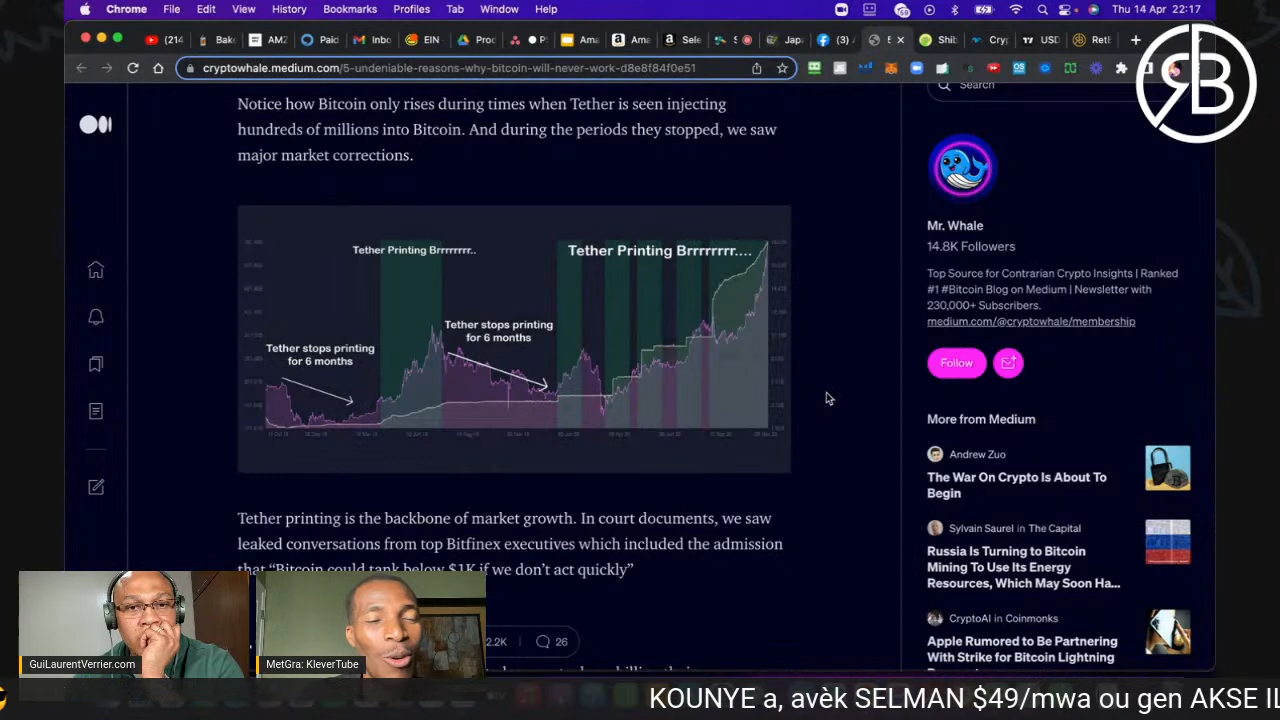 Chrome File Edit View History Bookmarks Profiles Tab Window Help
Thu 14 Apr 22:17
cryptowhale.medium.com/5-undeniable-reasons-why-bitcoin-will-never-work-d8e8f84f0e51
Notice how Bitcoin only rises during times when Tether is seen injecting
hundreds of millions into Bitcoin. And during the periods they stopped, we saw
major market corrections.
Tether Printing Brrrrrrr..
Tether Printing Brrrrrrr....
Tether stops printing
for 6 months
Tether stops printing
for 6 months
Tether printing is the backbone of market growth. In court documents, we saw
leaked conversations from top Bitfinex executives which included the admission
that “Bitcoin could tank below $1K if we don’t act quickly”
2.2K 26
Search
Mr. Whale
14.8K Followers
Top Source for Contrarian Crypto Insights | Ranked
#1 #Bitcoin Blog on Medium | Newsletter with
230,000+ Subscribers.
medium.com/@cryptowhale/membership
Follow
More from Medium
Andrew Zuo
The War On Crypto Is About To
Begin
Sylvain Saurel in The Capital
Russia Is Turning to Bitcoin
Mining To Use Its Energy
Resources, Which May Soon Ha...
CryptoAI in Coinmonks
Apple Rumored to Be Partnering
With Strike for Bitcoin Lightning
GuiLaurentVerrier.com
MetGra: KleverTube
KOUNYE a, avèk SELMAN $49/mwa ou gen AKSE IL